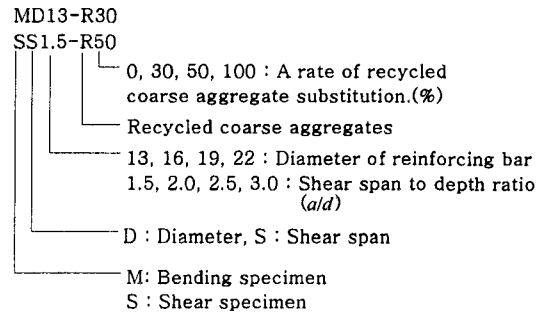 MD13-R30
SS1.5-R50
0, 30, 50, 100 : A rate of recycled
coarse aggregate substitution.(%)
Recycled coarse aggregates
13, 16, 19, 22 : Diameter of reinforcing bar
1.5, 2.0, 2.5, 3.0 : Shear span to depth ratio
(a/d)
D : Diameter, S : Shear span
M: Bending specimen
S : Shear specimen